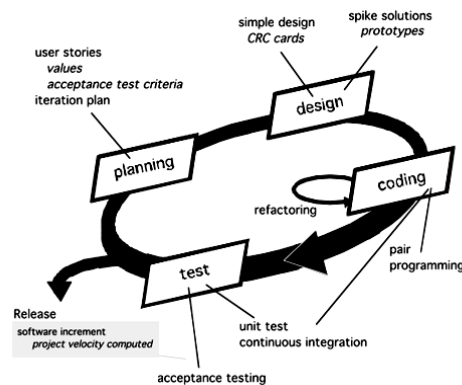 simple design
CRC cards
spike solutions
prototypes
user stories
values
acceptance test criteria
iteration plan
design
planning
coding
refactoring
pair
programming
test
unit test
continuous integration
acceptance testing
Release
software increment
project velocity computed